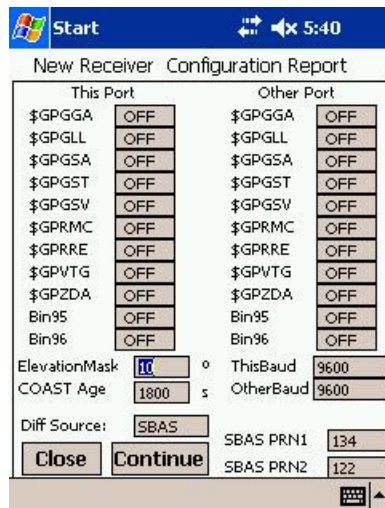 Start 5:40
New Receiver Configuration Report
This Port Other Port
$GPGGA OFF $GPGGA OFF
$GPGLL OFF $GPGLL OFF
$GPGSA OFF $GPGSA OFF
$GPGST OFF $GPGST OFF
$GPGSV OFF $GPGSV OFF
$GPRMC OFF $GPRMC OFF
$GPRRE OFF $GPRRE OFF
$GPVTG OFF $GPVTG OFF
$GPZDA OFF $GPZDA OFF
Bin95 OFF Bin95 OFF
Bin96 OFF Bin96 OFF
ElevationMask 10 º ThisBaud 9600
COAST Age 1800 s OtherBaud 9600
Diff Source: SBAS
SBAS PRN1 134
Close Continue
SBAS PRN2 122